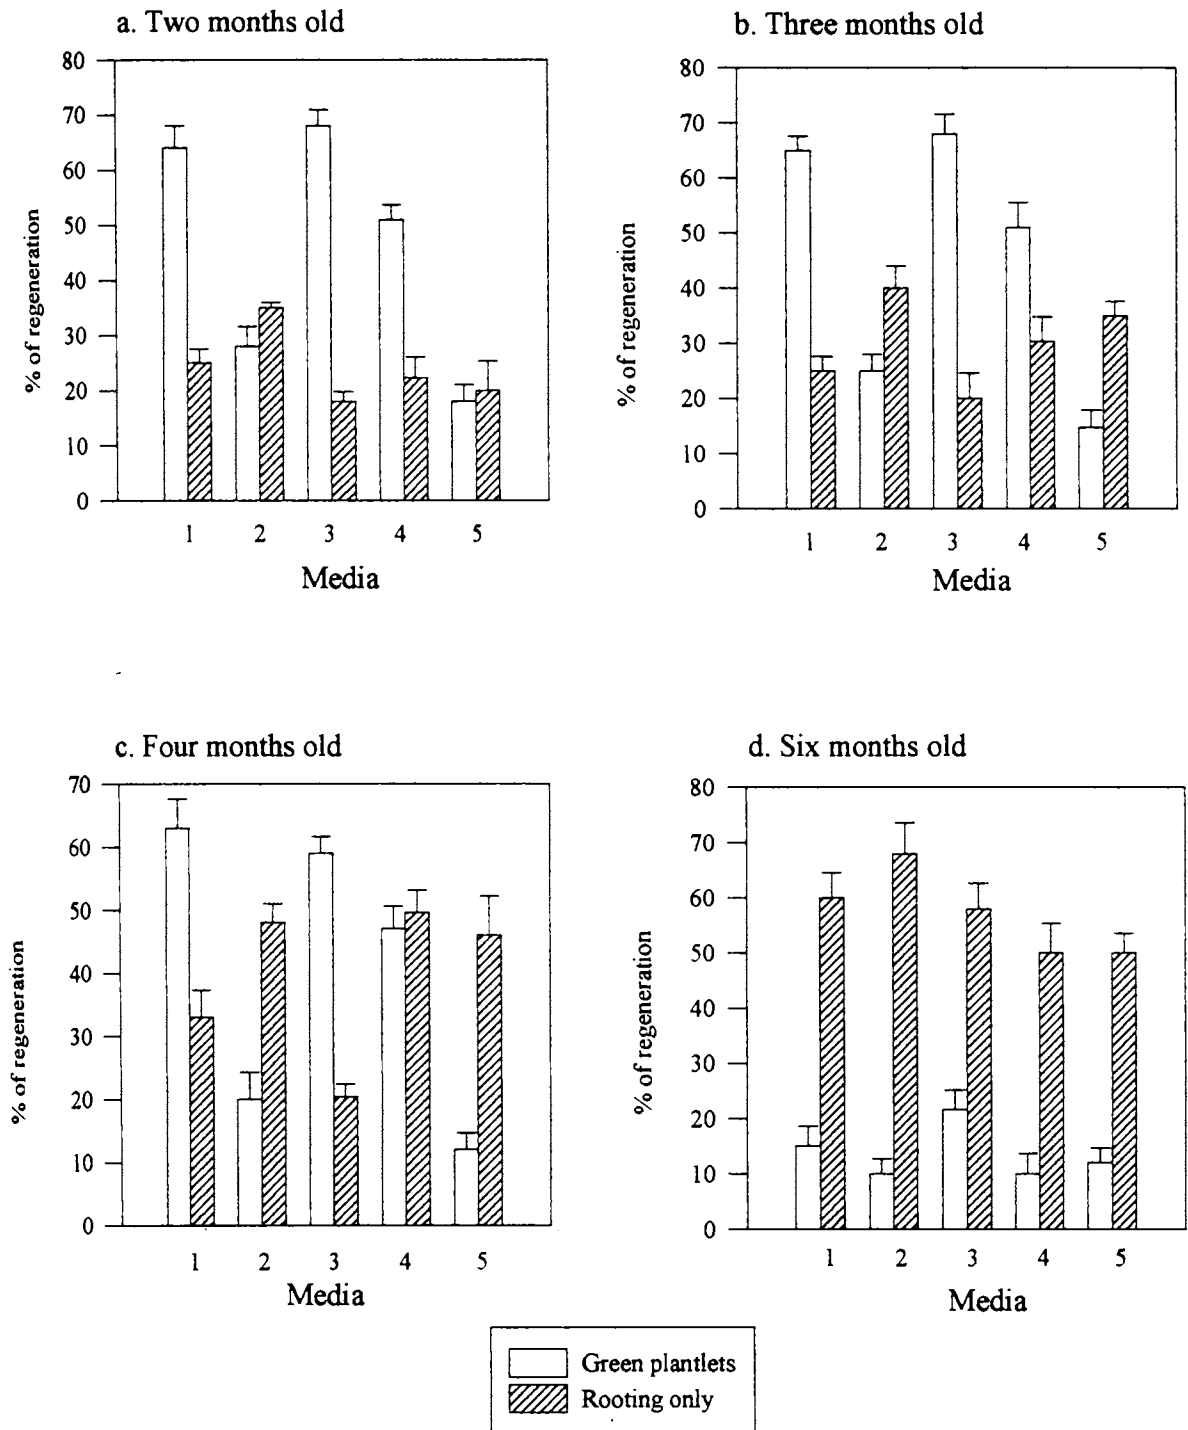 a. Two months old
80
70
60
50
40
30
20
10
0
% of regeneration
1 2 3 4 5
Media
b. Three months old
80
70
60
50
40
30
20
10
0
% of regeneration
1 2 3 4 5
Media
c. Four months old
70
60
50
40
30
20
10
0
% of regeneration
1 2 3 4 5
Media
d. Six months old
80
70
60
50
40
30
20
10
0
% of regeneration
1 2 3 4 5
Media
Green plantlets
Rooting only